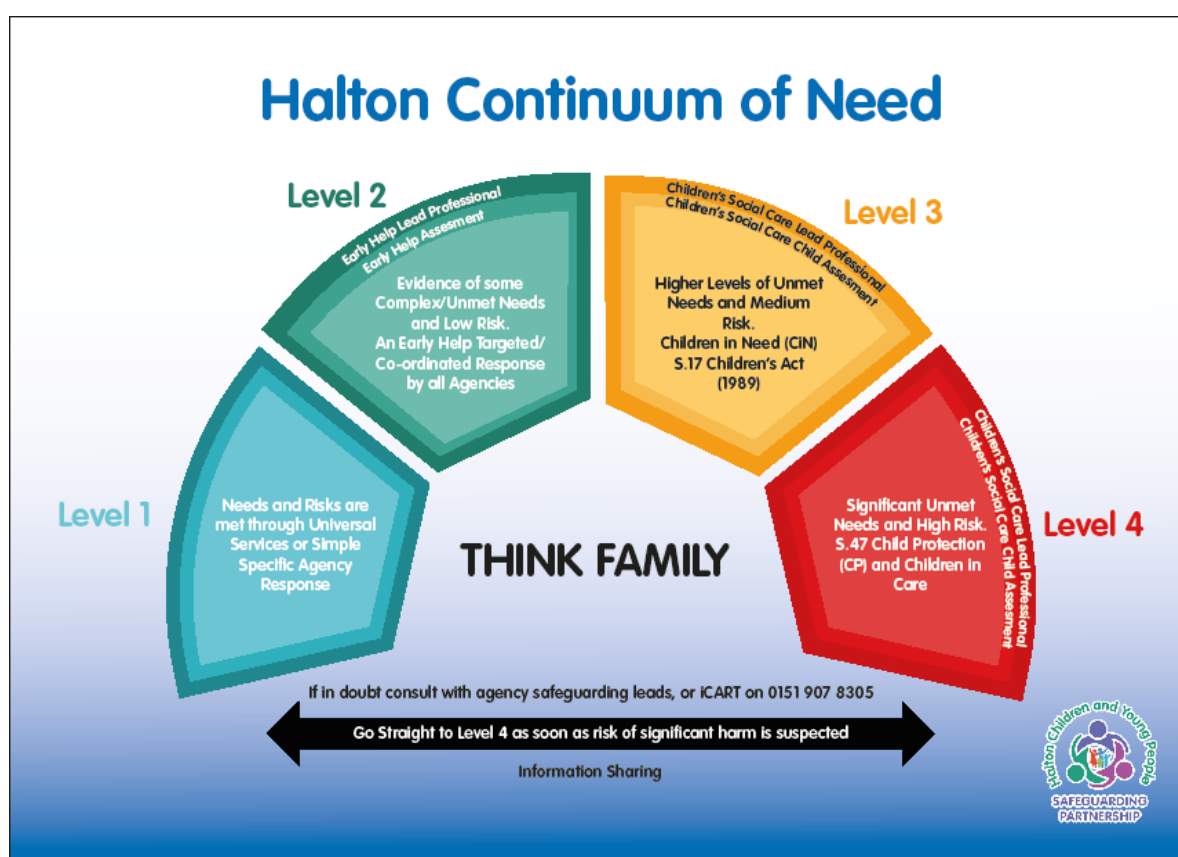 Halton Continuum of Need
Level 1
Needs and Risks are
met through Universal
Services or Simple
Specific Agency
Response
Level 2
Early Help Lead Professional
Early Help Assesment
Evidence of some
Complex/Unmet Needs
and Low Risk.
An Early Help Targeted/
Co-ordinated Response
by all Agencies
Level 3
Children's Social Care Lead Professional
Children's Social Care Child Assesment
Higher Levels of Unmet
Needs and Medium
Risk.
Children in Need (CiN)
S.17 Children's Act
(1989)
Level 4
Children's Social Care Lead Professional
Children's Social Care Child Assesment
Significant Unmet
Needs and High Risk.
S.47 Child Protection
(CP) and Children in
Care
THINK FAMILY
If in doubt consult with agency safeguarding leads, or iCART on 0151 907 8305
Go Straight to Level 4 as soon as risk of significant harm is suspected
Information Sharing
Halton Children and Young People
SAFEGUARDING
PARTNERSHIP